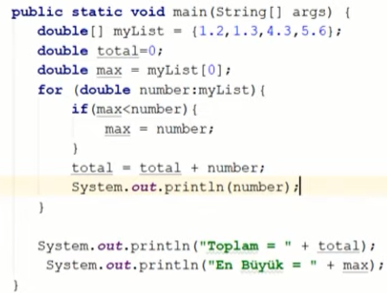 public static void main(String[] args) {
double[] myList = {1.2,1.3,4.3,5.6};
double total=0;
double max = myList[0];
for (double number:myList){
if(max<number){
max = number;
}
total = total + number;
System.out.println(number);
}
System.out.println("Toplam = " + total);
System.out.println("En Büyük = " + max);
}